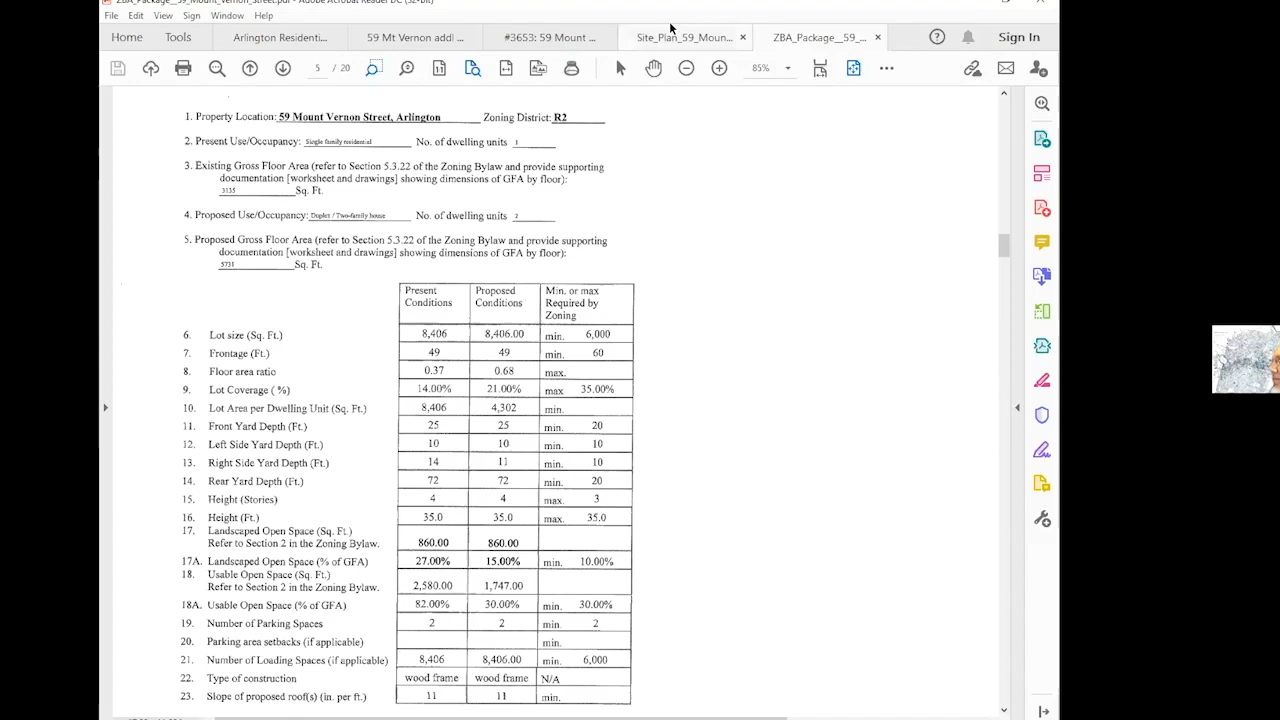 ZBA_Package__59_Mount_Vernon_Street.pdf - Adobe Acrobat Reader DC (32-bit)
File Edit View Sign Window Help
Home Tools Arlington Residenti... 59 Mt Vernon addl ... #3653: 59 Mount ... Site_Plan_59_Moun... × ZBA_Package__59_... × Sign In
5 / 20 85%
1. Property Location: 59 Mount Vernon Street, Arlington Zoning District: R2
2. Present Use/Occupancy: Single family residential No. of dwelling units 1
3. Existing Gross Floor Area (refer to Section 5.3.22 of the Zoning Bylaw and provide supporting
documentation [worksheet and drawings] showing dimensions of GFA by floor):
3135 Sq. Ft.
4. Proposed Use/Occupancy: Duplex / Two-family house No. of dwelling units 2
5. Proposed Gross Floor Area (refer to Section 5.3.22 of the Zoning Bylaw and provide supporting
documentation [worksheet and drawings] showing dimensions of GFA by floor):
5731 Sq. Ft.
Present Conditions Proposed Conditions Min. or max Required by Zoning
6. Lot size (Sq. Ft.) 8,406 8,406.00 min. 6,000
7. Frontage (Ft.) 49 49 min. 60
8. Floor area ratio 0.37 0.68 max.
9. Lot Coverage ( %) 14.00% 21.00% max 35.00%
10. Lot Area per Dwelling Unit (Sq. Ft.) 8,406 4,302 min.
11. Front Yard Depth (Ft.) 25 25 min. 20
12. Left Side Yard Depth (Ft.) 10 10 min. 10
13. Right Side Yard Depth (Ft.) 14 11 min. 10
14. Rear Yard Depth (Ft.) 72 72 min. 20
15. Height (Stories) 4 4 max. 3
16. Height (Ft.) 35.0 35.0 max. 35.0
17. Landscaped Open Space (Sq. Ft.)
Refer to Section 2 in the Zoning Bylaw. 860.00 860.00
17A. Landscaped Open Space (% of GFA) 27.00% 15.00% min. 10.00%
18. Usable Open Space (Sq. Ft.)
Refer to Section 2 in the Zoning Bylaw. 2,580.00 1,747.00
18A. Usable Open Space (% of GFA) 82.00% 30.00% min. 30.00%
19. Number of Parking Spaces 2 2 min. 2
20. Parking area setbacks (if applicable) min.
21. Number of Loading Spaces (if applicable) 8,406 8,406.00 min. 6,000
22. Type of construction wood frame wood frame N/A
23. Slope of proposed roof(s) (in. per ft.) 11 11 min.